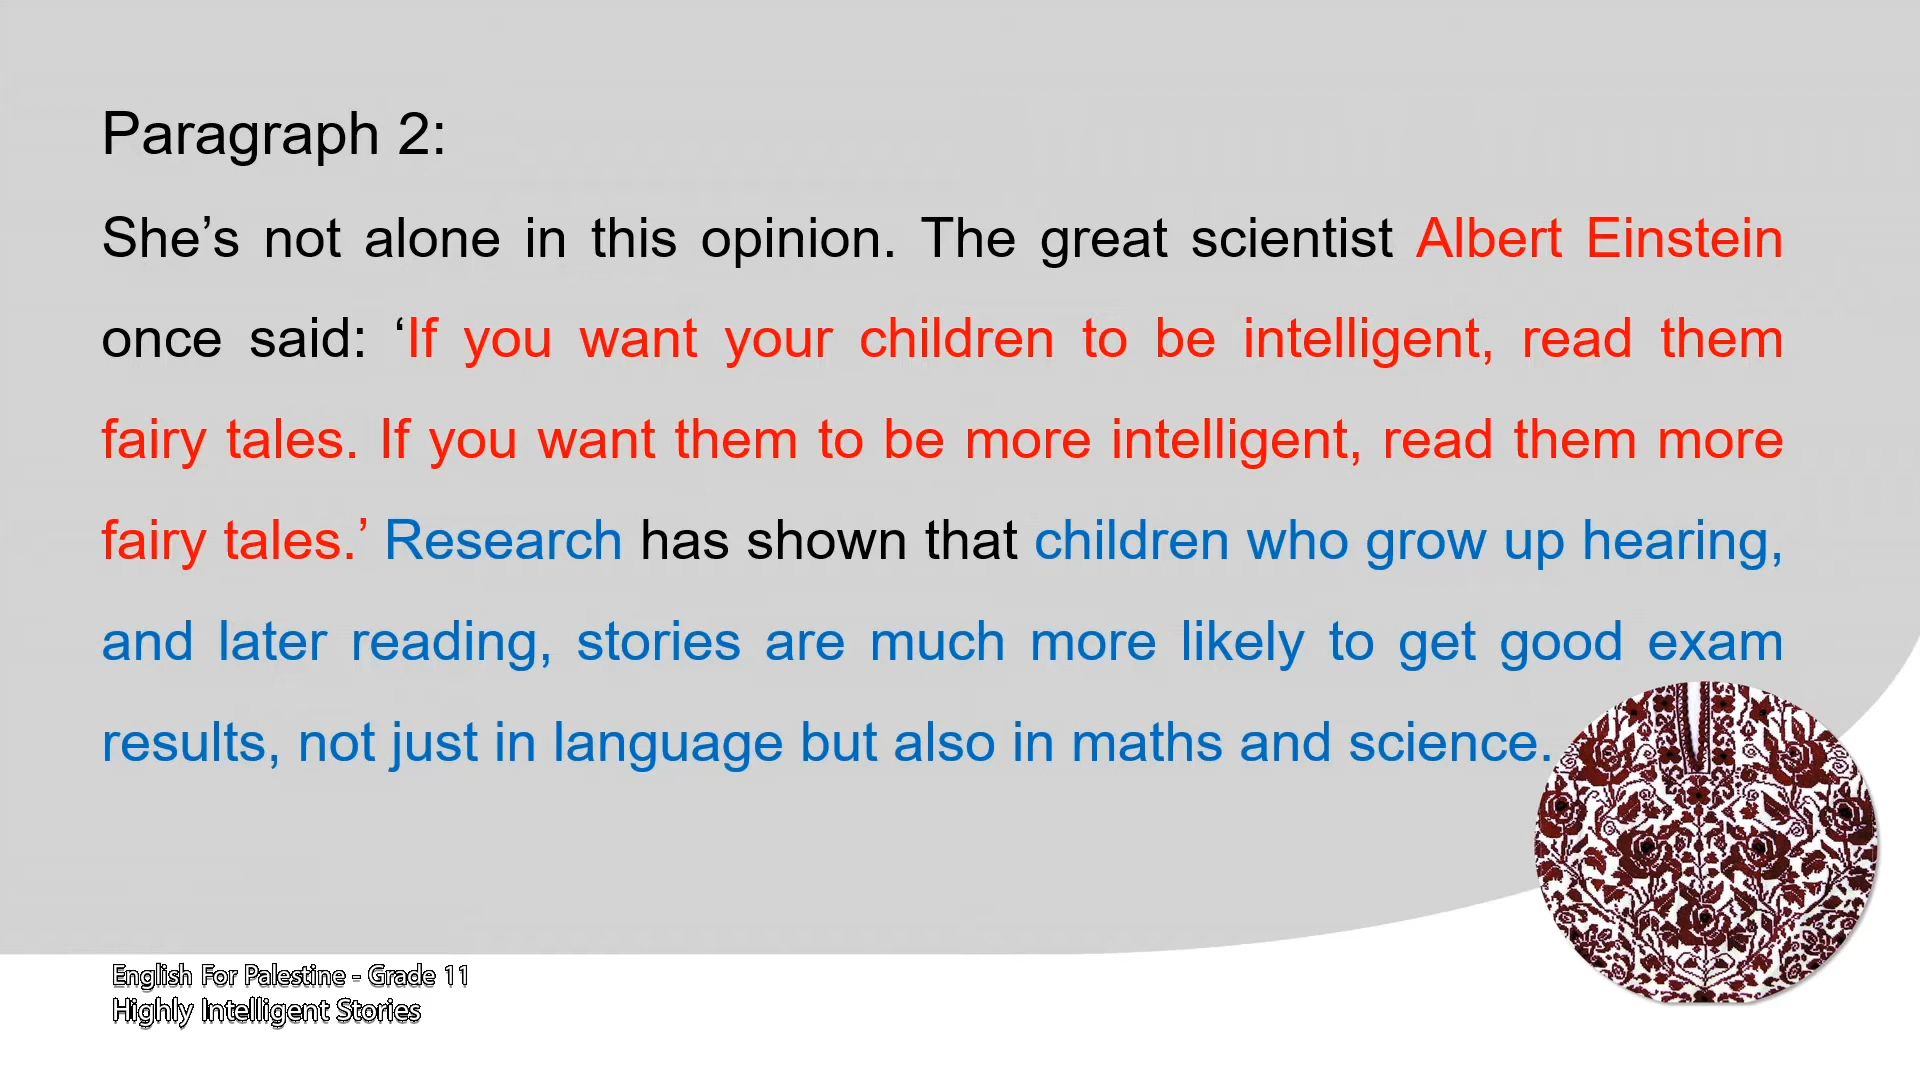 Paragraph 2:
She’s not alone in this opinion. The great scientist Albert Einstein
once said: ‘If you want your children to be intelligent, read them
fairy tales. If you want them to be more intelligent, read them more
fairy tales.’ Research has shown that children who grow up hearing,
and later reading, stories are much more likely to get good exam
results, not just in language but also in maths and science.
English For Palestine - Grade 11
Highly Intelligent Stories